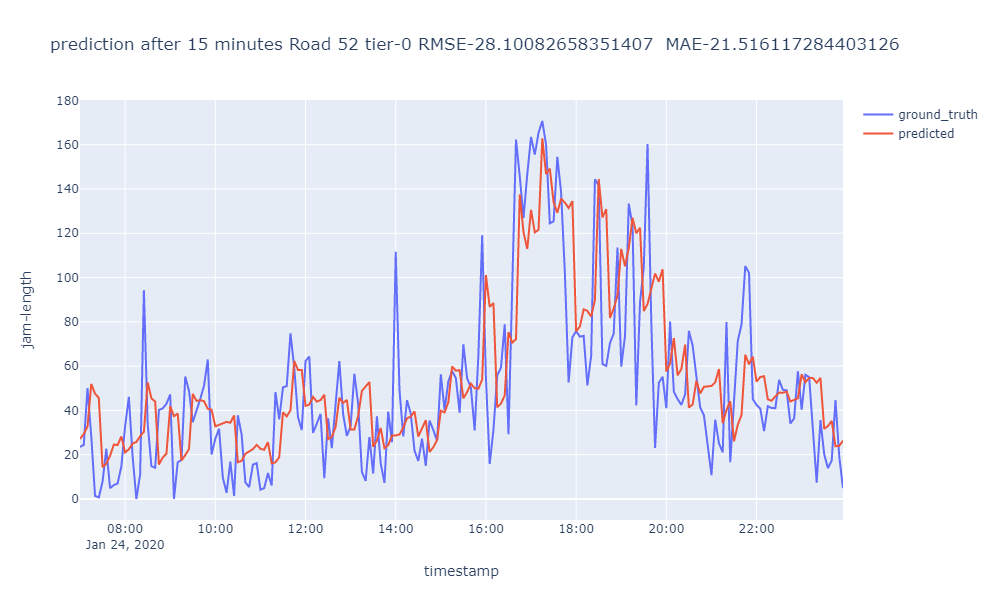 prediction after 15 minutes Road 52 tier-0 RMSE-28.10082658351407 MAE-21.516117284403126
ground_truth
predicted
180
160
140
120
100
80
60
40
20
0
jam-length
08:00 10:00 12:00 14:00 16:00 18:00 20:00 22:00
Jan 24, 2020
timestamp